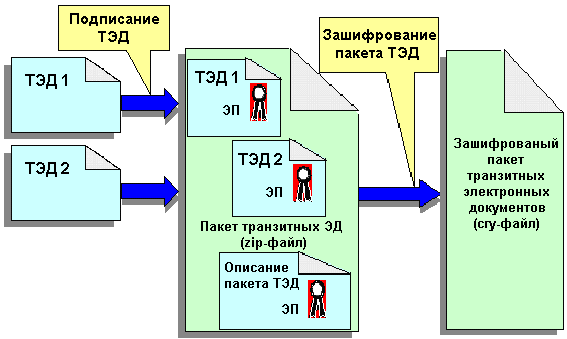 Подписание
ТЭД
Зашифрование
пакета ТЭД
ТЭД 1
ТЭД 2
ТЭД 1
ЭП
ТЭД 2
ЭП
Пакет транзитных ЭД
(zip-файл)
Описание
пакета ТЭД
ЭП
Зашифрованый
пакет
транзитных
электронных
документов
(cry-файл)